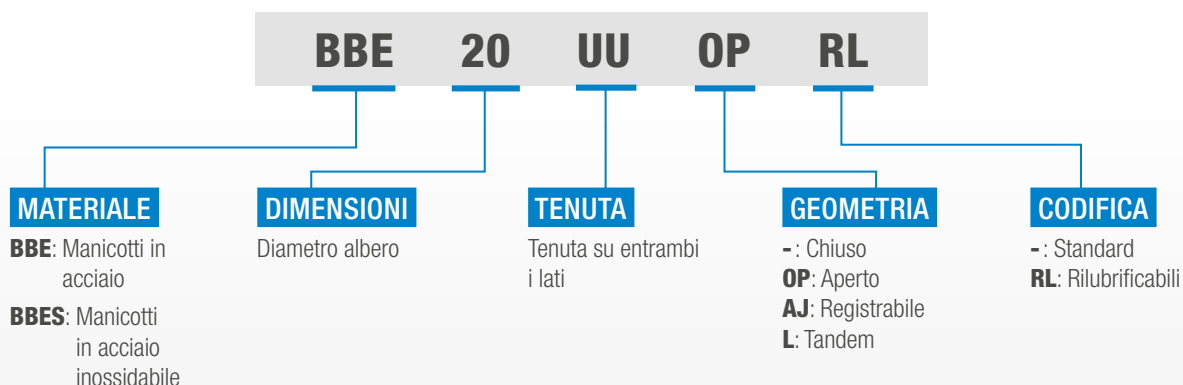 BBE 20 UU OP RL
MATERIALE
BBE: Manicotti in
acciaio
BBES: Manicotti
in acciaio
inossidabile
DIMENSIONI
Diametro albero
TENUTA
Tenuta su entrambi
i lati
GEOMETRIA
-: Chiuso
OP: Aperto
AJ: Registrabile
L: Tandem
CODIFICA
-: Standard
RL: Rilubrificabili